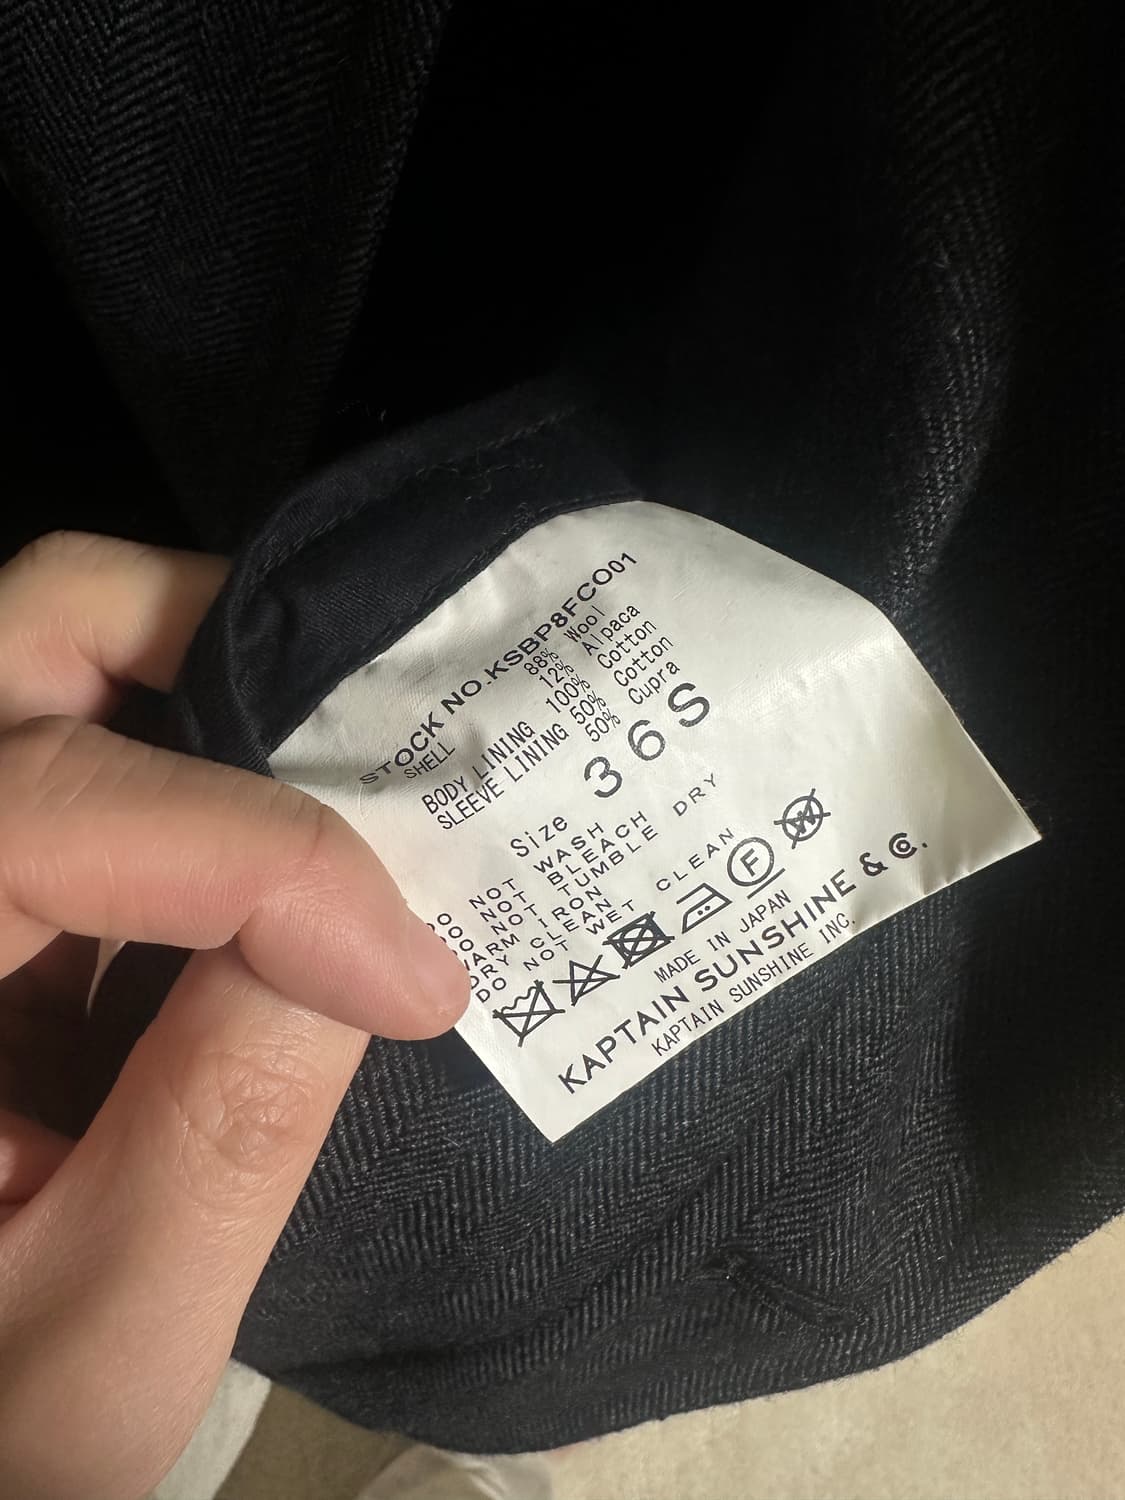 STOCK NO.KSBP8FCO01
SHELL 88% Wool
12% Alpaca
BODY LINING 100% Cotton
SLEEVE LINING 50% Cotton
50% Cupra
Size 36S
DO NOT WASH
DO NOT BLEACH
DO NOT TUMBLE DRY
WARM IRON
DRY CLEAN
DO NOT WET CLEAN
F W
MADE IN JAPAN
KAPTAIN SUNSHINE & Co.
KAPTAIN SUNSHINE INC.